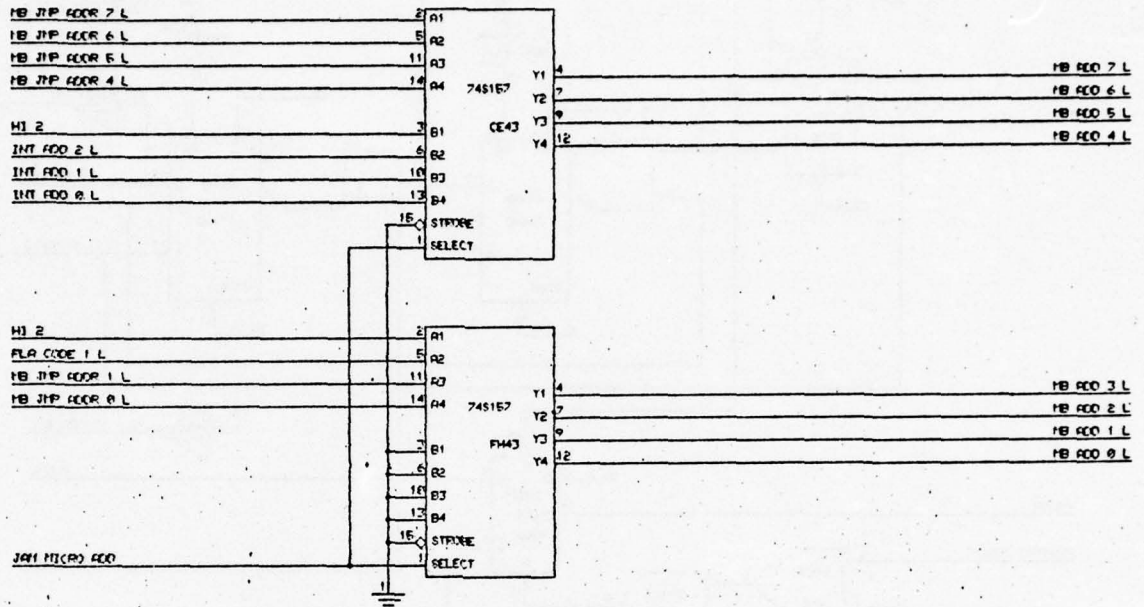 MB JMP ADDR 7 L 2 A1
MB JMP ADDR 6 L 5 A2
MB JMP ADDR 5 L 11 A3
MB JMP ADDR 4 L 14 A4
74S157
CE43
Y1 4 MB ADD 7 L
Y2 7 MB ADD 6 L
Y3 9 MB ADD 5 L
Y4 12 MB ADD 4 L
HI 2 3 B1
INT ADD 2 L 6 B2
INT ADD 1 L 10 B3
INT ADD 0 L 13 B4
15 STROBE
1 SELECT
HI 2 2 A1
PLA CODE 1 L 5 A2
MB JMP ADDR 1 L 11 A3
MB JMP ADDR 0 L 14 A4
74S157
FH43
Y1 4 MB ADD 3 L
Y2 7 MB ADD 2 L
Y3 9 MB ADD 1 L
Y4 12 MB ADD 0 L
3 B1
6 B2
10 B3
13 B4
15 STROBE
JAM MICRO ADD 1 SELECT
1